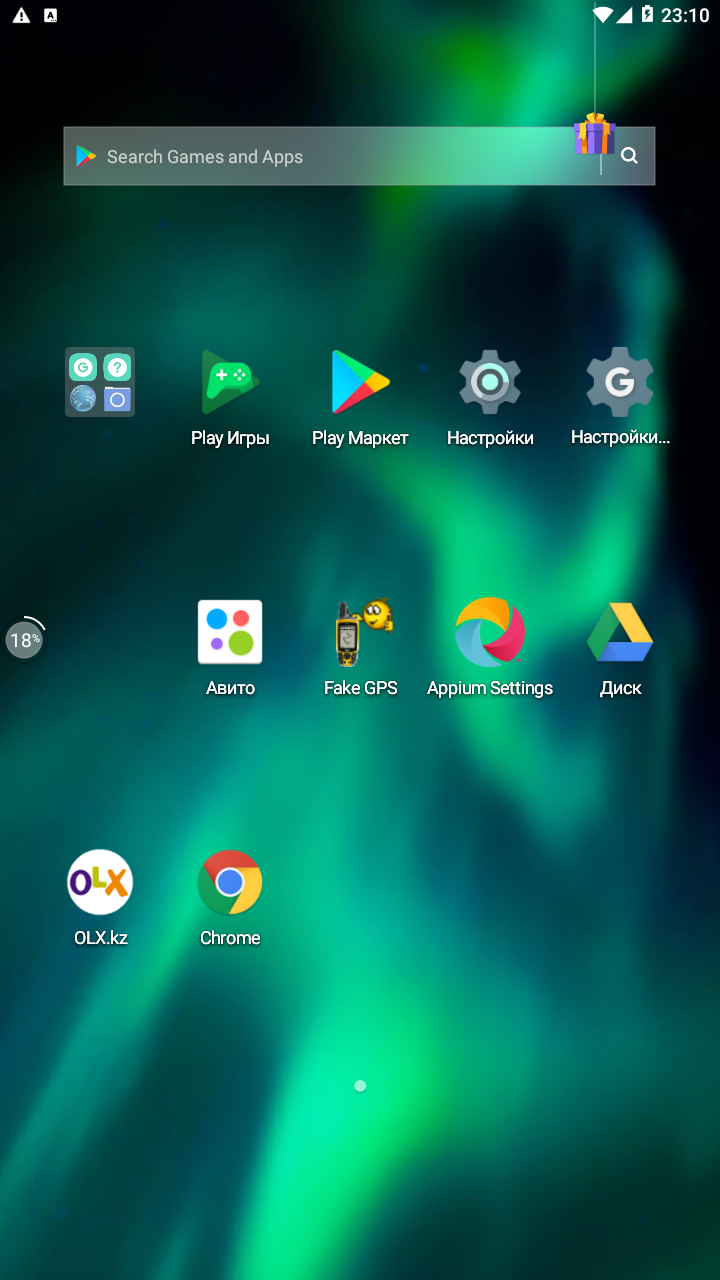 23:10
Search Games and Apps
Play Игры
Play Маркет
Настройки
Настройки...
18%
Авито
Fake GPS
Appium Settings
Диск
OLX
OLX.kz
Chrome